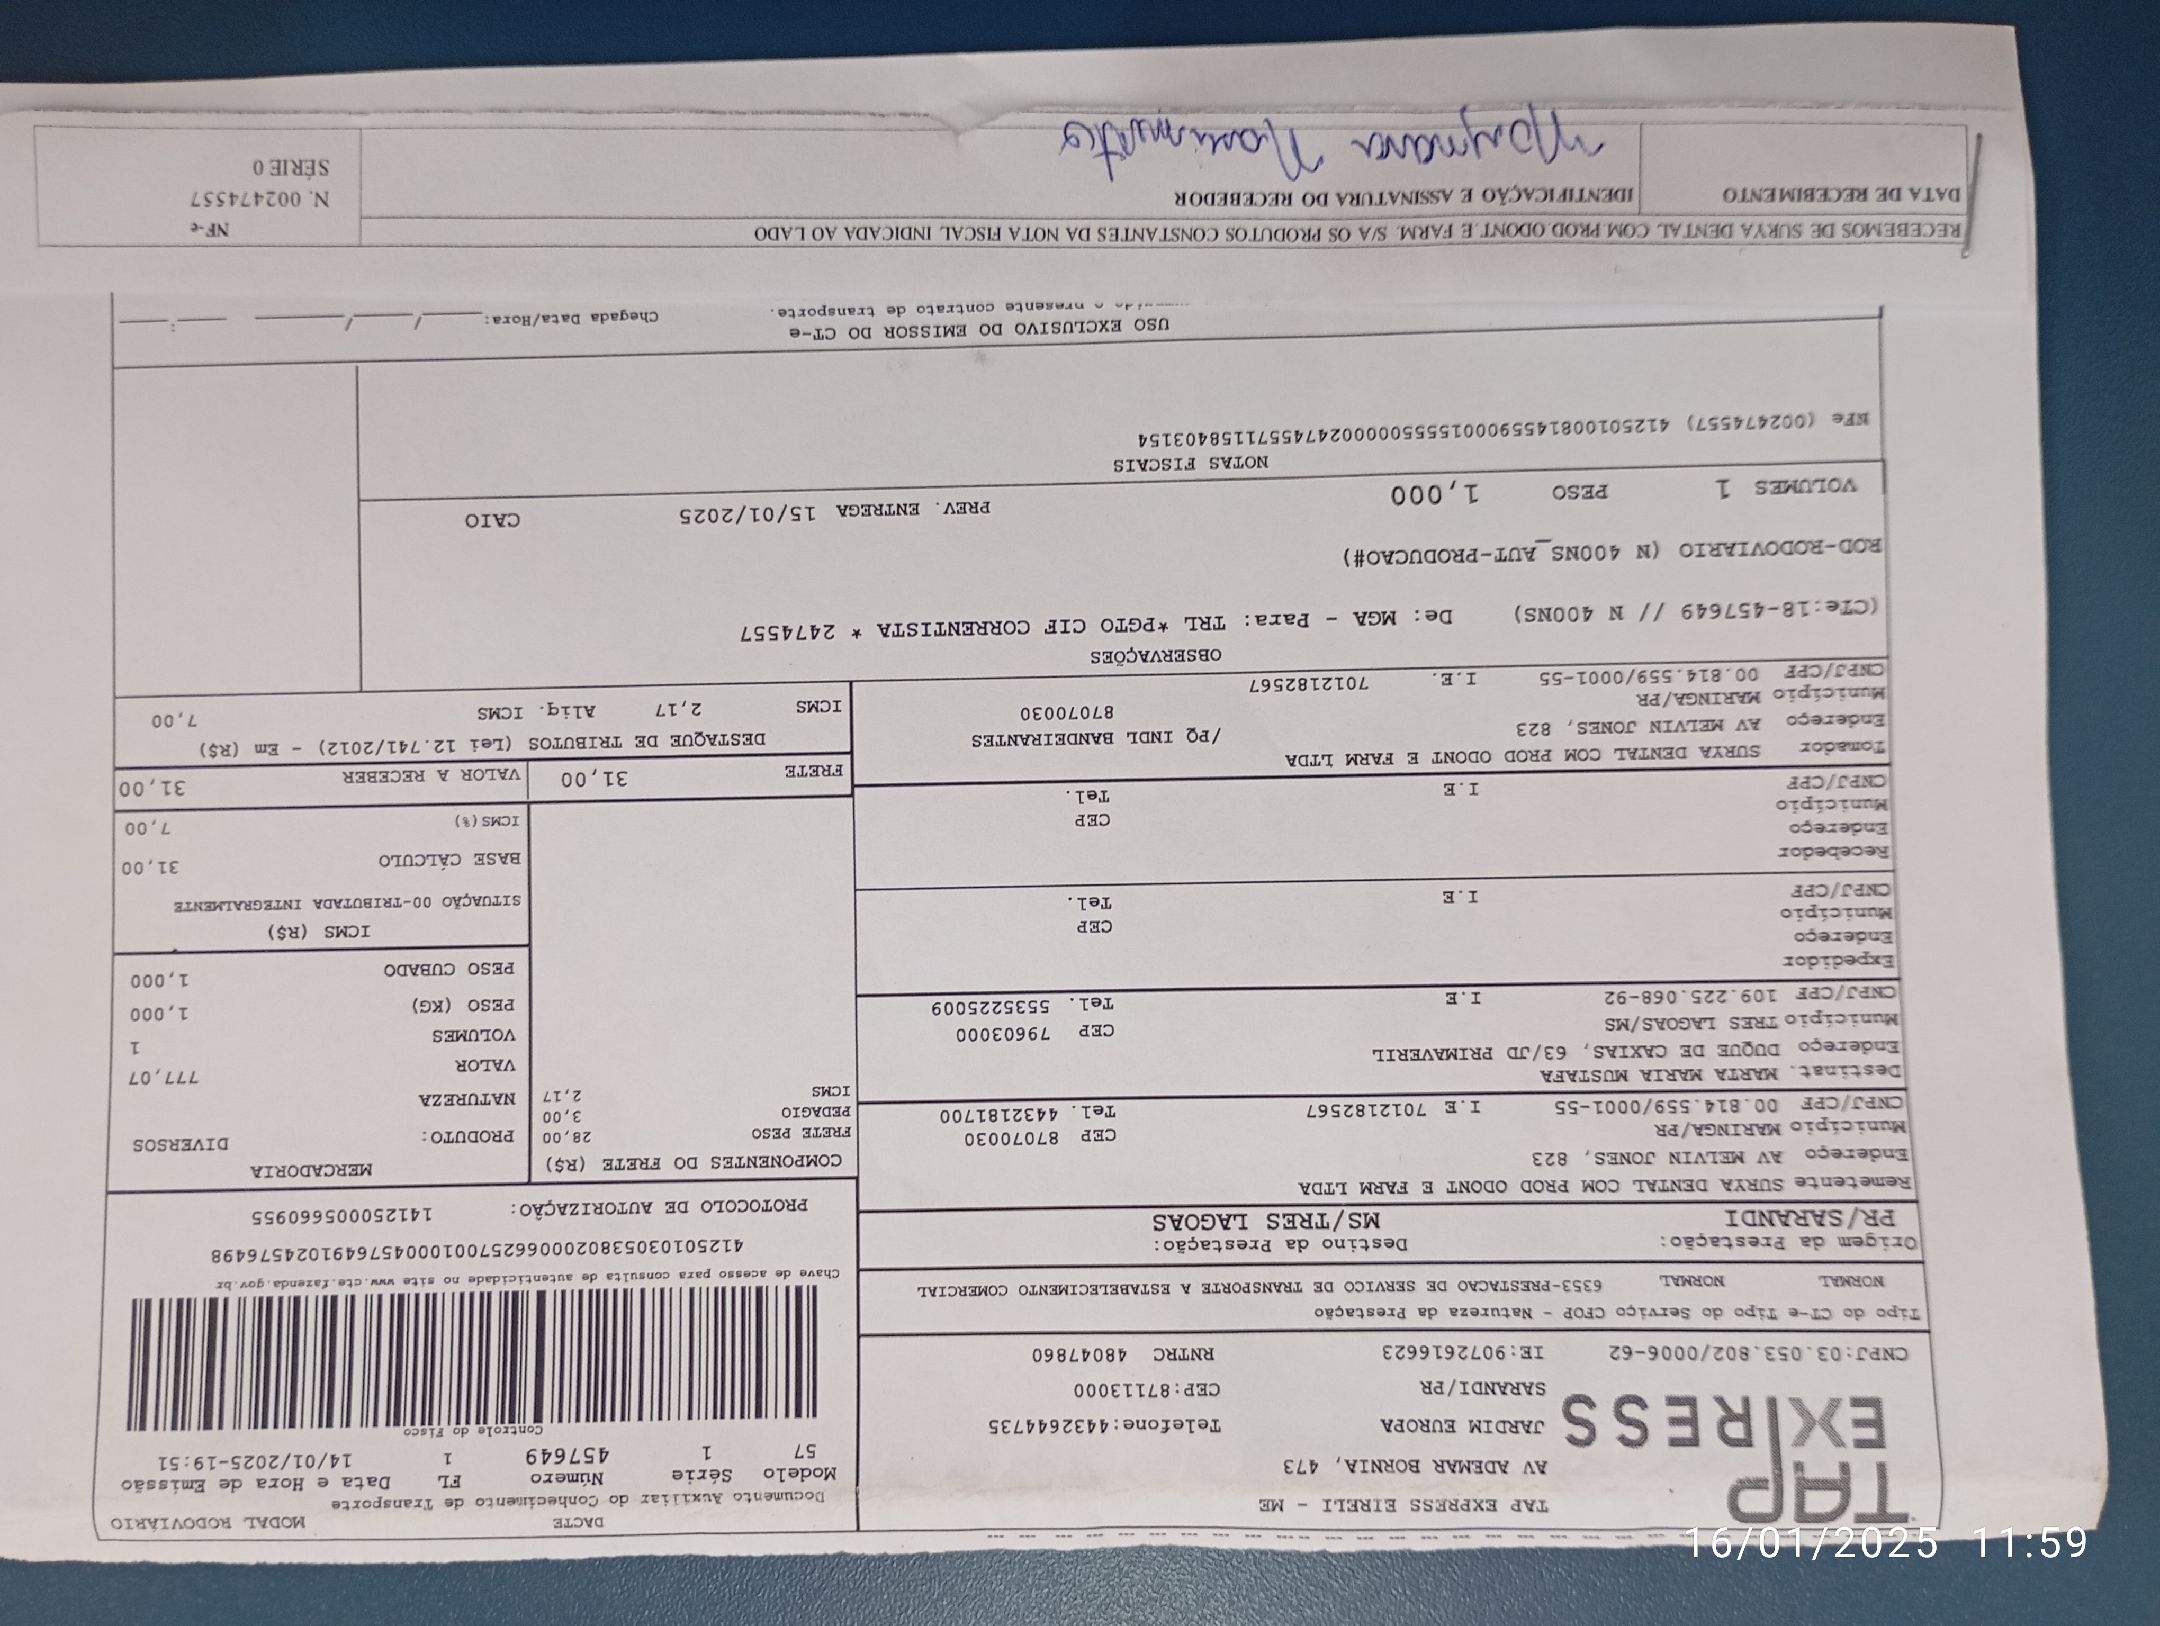 TAP
EXPRESS
TAP EXPRESS EIRELI - ME
AV ADEMAR BORNIA, 473
JARDIM EUROPA Telefone:4432644735
SARANDI/PR CEP:87113000
CNPJ:03.053.802/0006-62 IE:9072616623 RNTRC 48047860
DACTE MODAL RODOVIÁRIO
Documento Auxiliar do Conhecimento de Transporte
Modelo Série Número FL Data e Hora de Emissão
57 1 457649 1 14/01/2025-19:51
Controle do Fisco
Chave de acesso para consulta de autenticidade no site www.cte.fazenda.gov.br
41250103053802000662570010004576491024576498
PROTOCOLO DE AUTORIZAÇÃO: 141250005660955
Tipo do CT-e Tipo do Serviço CFOP - Natureza da Prestação
NORMAL NORMAL 6353-PRESTACAO DE SERVICO DE TRANSPORTE A ESTABELECIMENTO COMERCIAL
Origem da Prestação: Destino da Prestação:
PR/SARANDI MS/TRES LAGOAS
Remetente SURYA DENTAL COM PROD ODONT E FARM LTDA
Endereço AV MELVIN JONES, 823
Município MARINGA/PR CEP 87070030
CNPJ/CPF 00.814.559/0001-55 I.E 7012182567 Tel. 4432181700
Destinat. MARTA MARIA MUSTAFA
Endereço DUQUE DE CAXIAS, 63/JD PRIMAVERIL
Município TRES LAGOAS/MS CEP 79603000
CNPJ/CPF 109.225.068-92 I.E Tel. 5535225009
Expedidor
Endereço
Município CEP
CNPJ/CPF I.E Tel.
Recebedor
Endereço
Município CEP
CNPJ/CPF I.E Tel.
Tomador SURYA DENTAL COM PROD ODONT E FARM LTDA
Endereço AV MELVIN JONES, 823 /PQ INDL BANDEIRANTES
Município MARINGA/PR 87070030
CNPJ/CPF 00.814.559/0001-55 I.E. 7012182567
COMPONENTES DO FRETE (R$)
FRETE PESO 28,00
PEDAGIO 3,00
ICMS 2,17
MERCADORIA
PRODUTO: DIVERSOS
NATUREZA
VALOR 777,07
VOLUMES 1
PESO (KG) 1,000
PESO CUBADO 1,000
ICMS (R$)
SITUAÇÃO 00-TRIBUTADA INTEGRALMENTE
BASE CÁLCULO 31,00
ICMS(%) 7,00
FRETE 31,00 VALOR A RECEBER 31,00
DESTAQUE DE TRIBUTOS (Lei 12.741/2012) - Em (R$)
ICMS 2,17 Aliq. ICMS 7,00
OBSERVAÇÕES
(CTe:18-457649 // N 400NS) De: MGA - Para: TRL *PGTO CIF CORRENTISTA * 2474557
ROD-RODOVIARIO (N 400NS_AUT-PRODUCAO#)
VOLUMES 1 PESO 1,000 PREV. ENTREGA 15/01/2025 CAIO
NOTAS FISCAIS
NFe (002474557) 41250100814559000155550000024745571158403154
USO EXCLUSIVO DO EMISSOR DO CT-e
o presente contrato de transporte. Chegada Data/Hora: ____/____/____ ____:____
RECEBEMOS DE SURYA DENTAL COM.PROD.ODONT.E FARM. S/A OS PRODUTOS CONSTANTES DA NOTA FISCAL INDICADA AO LADO
DATA DE RECEBIMENTO IDENTIFICAÇÃO E ASSINATURA DO RECEBEDOR
NF-e
N. 002474557
SÉRIE 0
16/01/2025 11:59